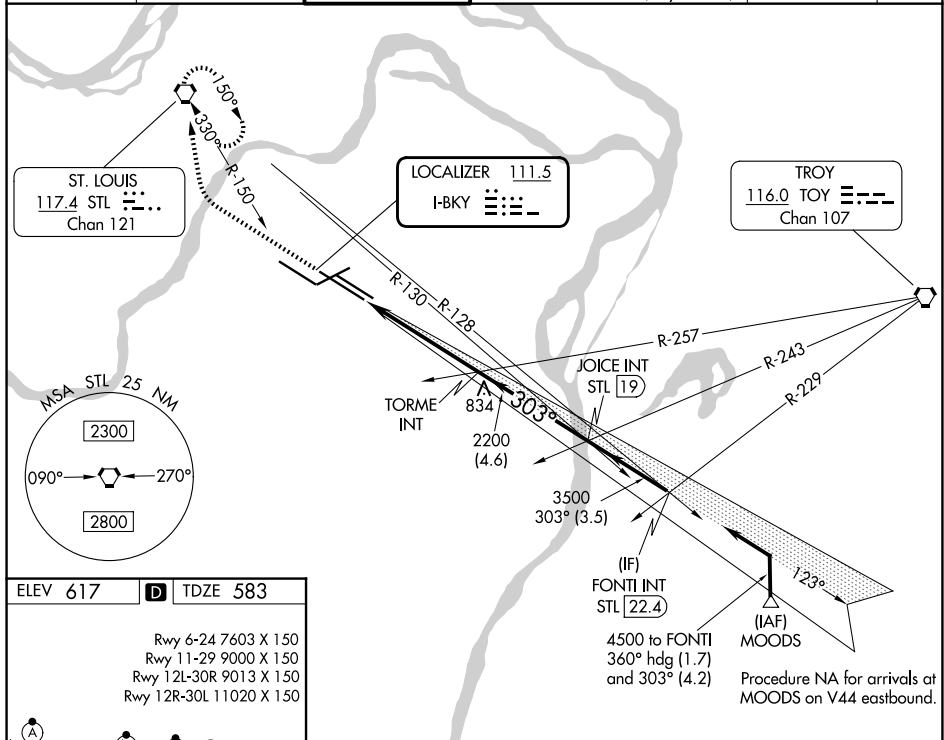 150°
330°
R-150
ST. LOUIS
117.4 STL
Chan 121
LOCALIZER 111.5
I-BKY
TROY
116.0 TOY
Chan 107
R-130
R-128
R-257
R-243
R-229
JOICE INT
STL 19
TORME
INT
834
303°
2200
(4.6)
3500
303° (3.5)
MSA STL 25 NM
2300
090°
270°
2800
(IF)
FONTI INT
STL 22.4
123°
(IAF)
MOODS
4500 to FONTI
360° hdg (1.7)
and 303° (4.2)
Procedure NA for arrivals at
MOODS on V44 eastbound.
ELEV 617 D TDZE 583
Rwy 6-24 7603 X 150
Rwy 11-29 9000 X 150
Rwy 12L-30R 9013 X 150
Rwy 12R-30L 11020 X 150
A